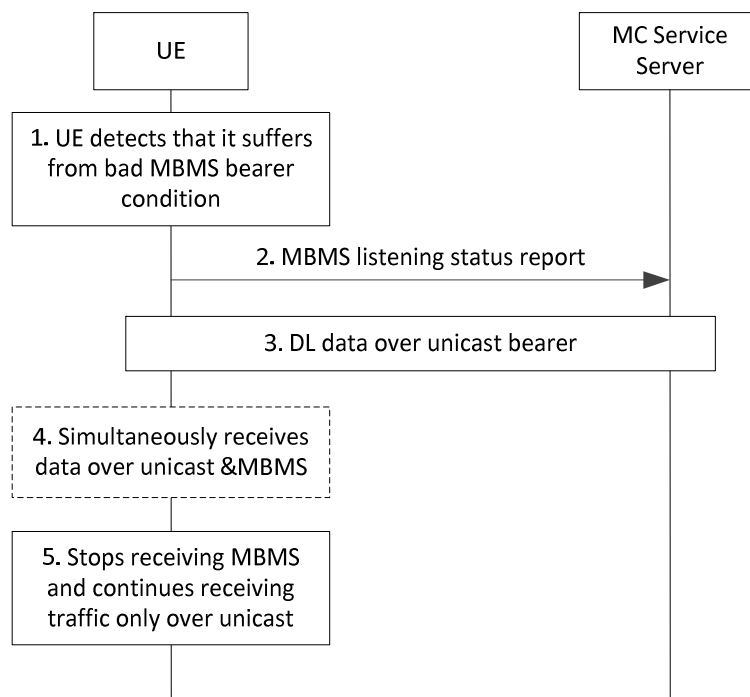 UE
MC Service
Server
1. UE detects that it suffers
from bad MBMS bearer
condition
2. MBMS listening status report
3. DL data over unicast bearer
4. Simultaneously receives
data over unicast &MBMS
5. Stops receiving MBMS
and continues receiving
traffic only over unicast